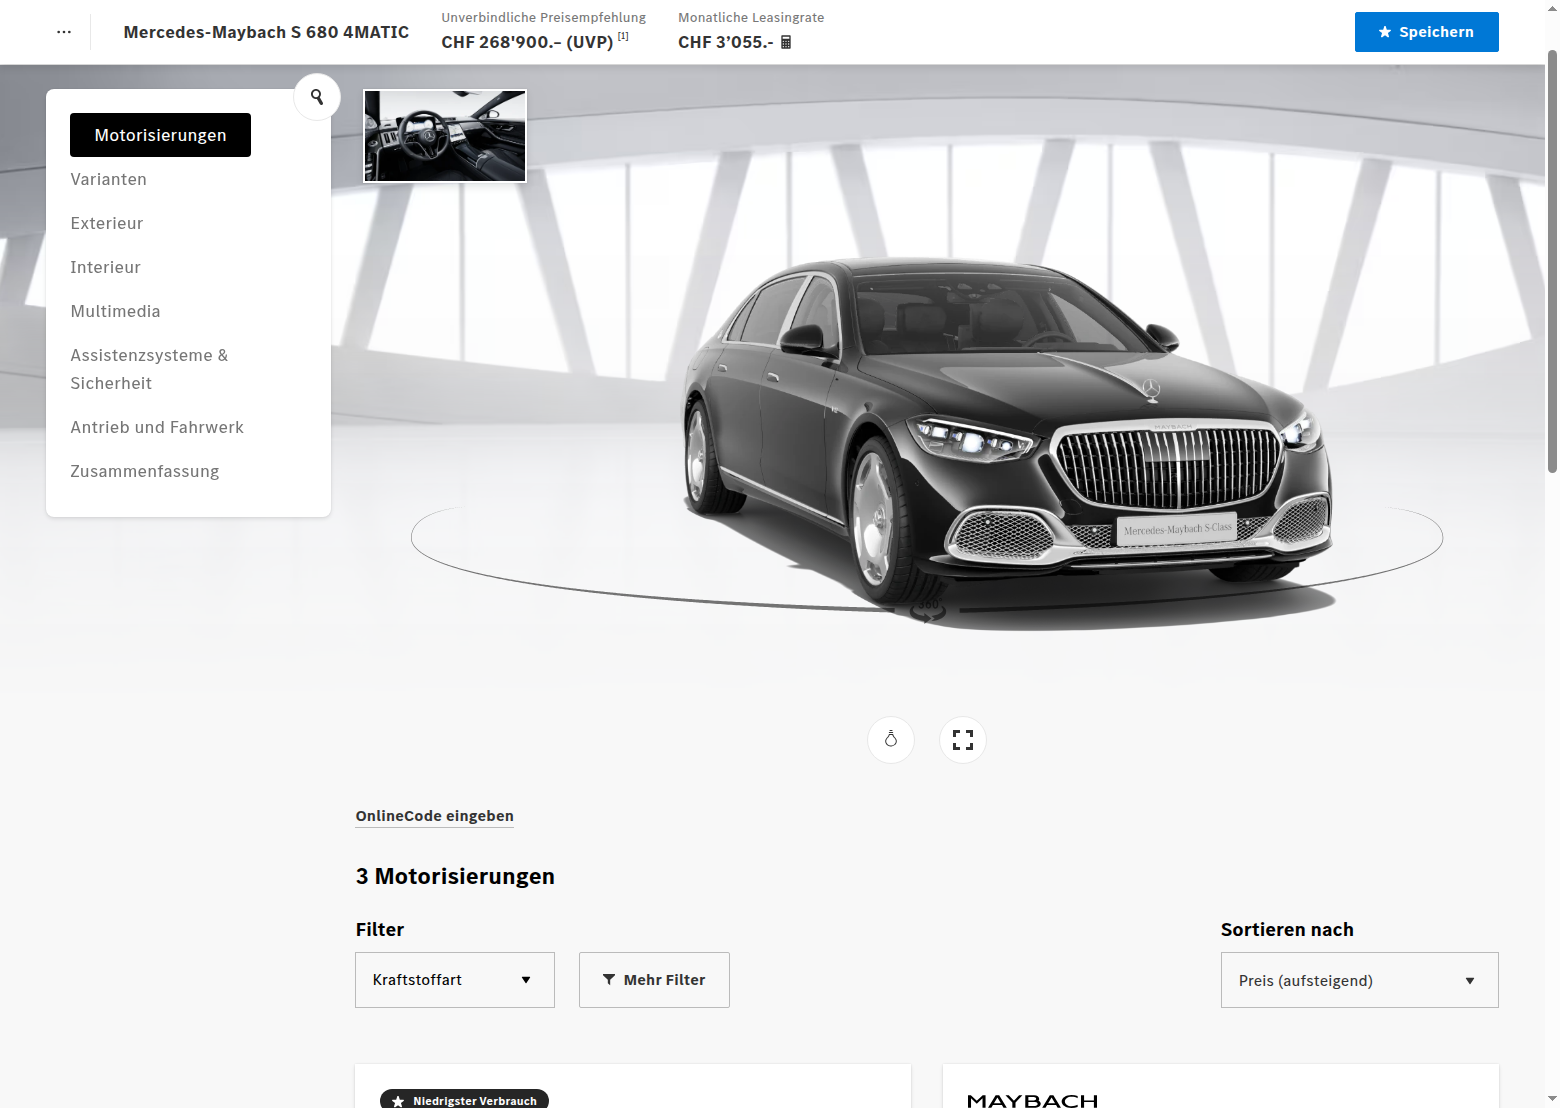 Mercedes-Maybach S 680 4MATIC
Unverbindliche Preisempfehlung
CHF 268'900.– (UVP) [1]
Monatliche Leasingrate
CHF 3’055.-
Speichern
Motorisierungen
Varianten
Exterieur
Interieur
Multimedia
Assistenzsysteme &
Sicherheit
Antrieb und Fahrwerk
Zusammenfassung
MAYBACH
Mercedes-Maybach S-Class
360°
OnlineCode eingeben
3 Motorisierungen
Filter
Sortieren nach
Kraftstoffart
Mehr Filter
Preis (aufsteigend)
Niedrigster Verbrauch
MAYBACH